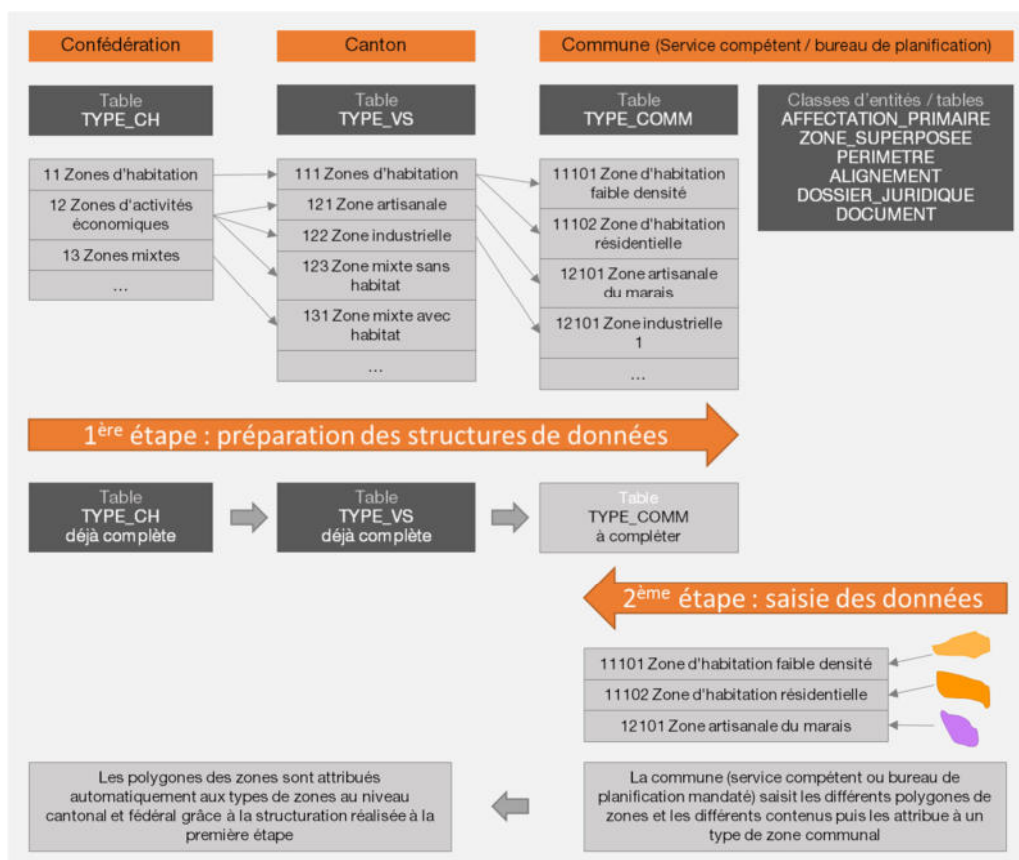 Confédération
Canton
Commune (Service compétent / bureau de planification)
Table
TYPE_CH
Table
TYPE_VS
Table
TYPE_COMM
Classes d'entités / tables
AFFECTATION_PRIMAIRE
ZONE_SUPERPOSEE
PERIMETRE
ALIGNEMENT
DOSSIER_JURIDIQUE
DOCUMENT
11 Zones d'habitation
12 Zones d'activités
économiques
13 Zones mixtes
...
111 Zones d'habitation
121 Zone artisanale
122 Zone industrielle
123 Zone mixte sans
habitat
131 Zone mixte avec
habitat
...
11101 Zone d'habitation
faible densité
11102 Zone d'habitation
résidentielle
12101 Zone artisanale
du marais
12101 Zone industrielle
1
...
1ère étape : préparation des structures de données
Table
TYPE_CH
déjà complète
Table
TYPE_VS
déjà complète
Table
TYPE_COMM
à compléter
2ème étape : saisie des données
11101 Zone d'habitation faible densité
11102 Zone d'habitation résidentielle
12101 Zone artisanale du marais
Les polygones des zones sont attribués
automatiquement aux types de zones au niveau
cantonal et fédéral grâce à la structuration réalisée à la
première étape
La commune (service compétent ou bureau de
planification mandaté) saisit les différents polygones de
zones et les différents contenus puis les attribue à un
type de zone communal